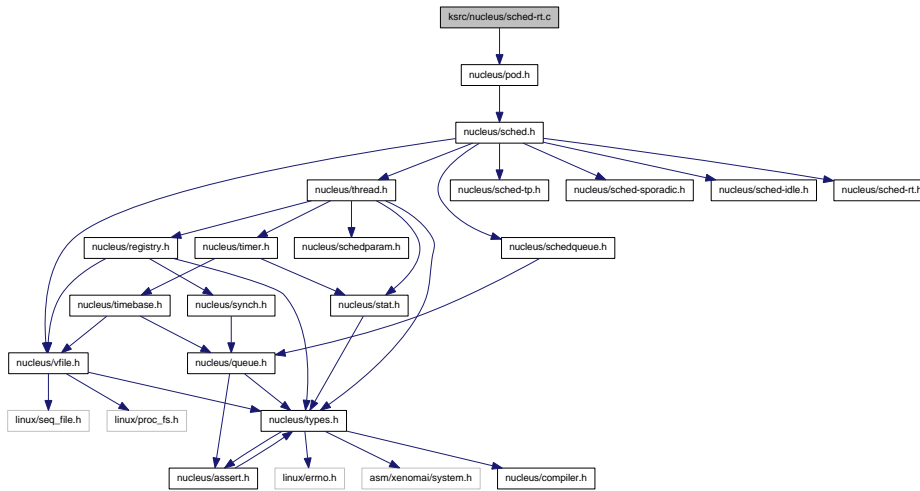 ksrc/nucleus/sched-rt.c
nucleus/pod.h
nucleus/sched.h
nucleus/thread.h
nucleus/sched-tp.h
nucleus/sched-sporadic.h
nucleus/sched-idle.h
nucleus/sched-rt.h
nucleus/registry.h
nucleus/timer.h
nucleus/schedparam.h
nucleus/schedqueue.h
nucleus/timebase.h
nucleus/synch.h
nucleus/stat.h
nucleus/vfile.h
nucleus/queue.h
linux/seq_file.h
linux/proc_fs.h
nucleus/types.h
nucleus/assert.h
linux/errno.h
asm/xenomai/system.h
nucleus/compiler.h